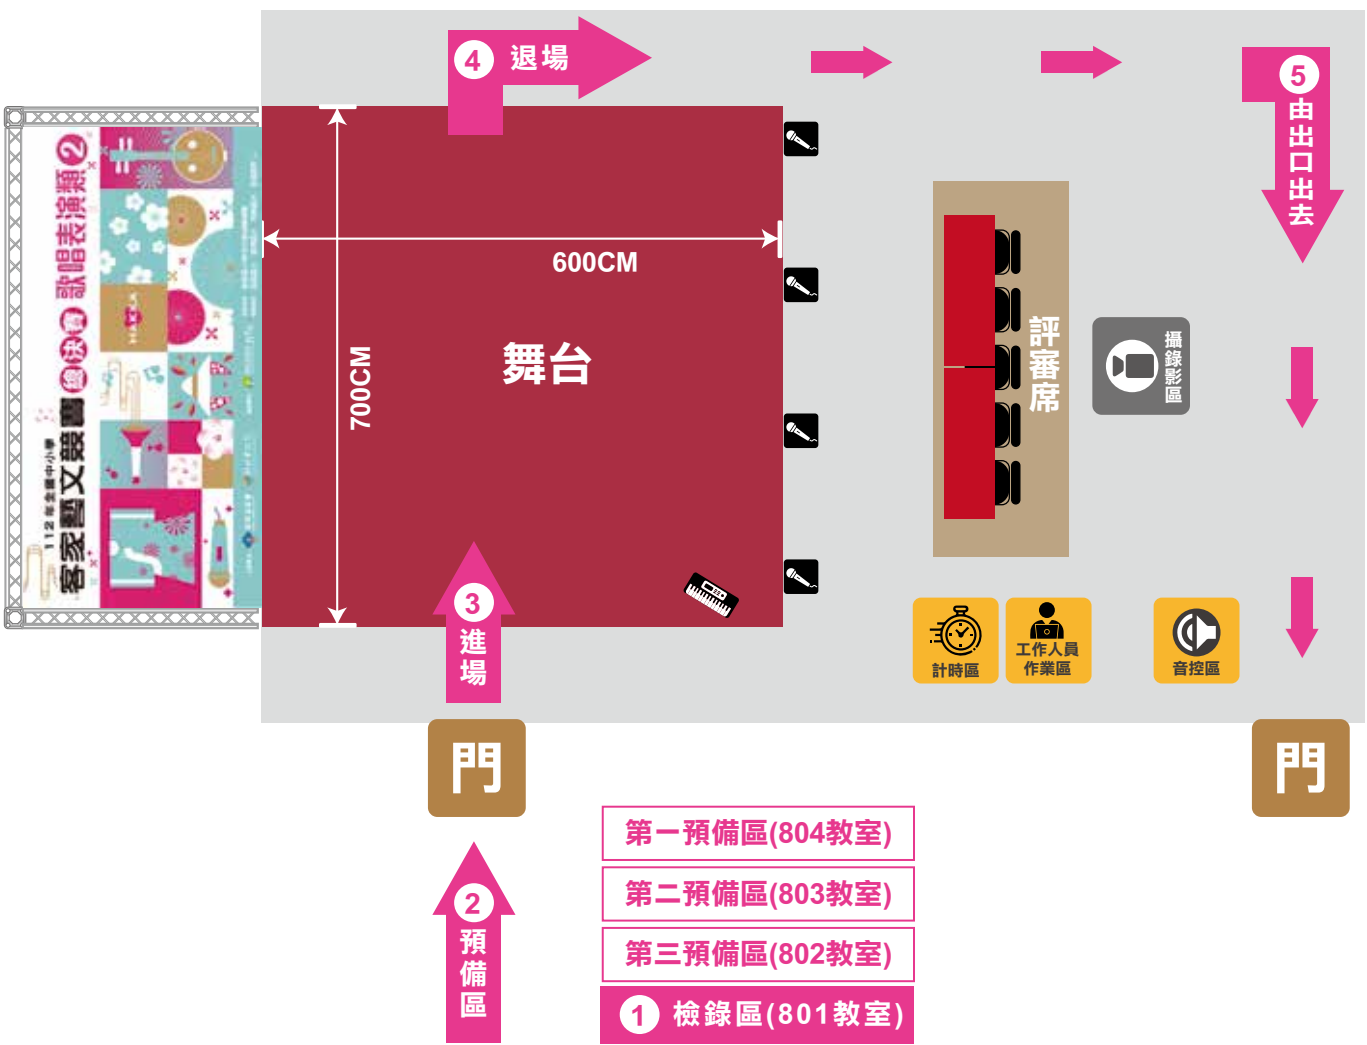 4 退場
5
由出口出去
112年全國中小學
客家藝文競賽 總決賽 歌唱表演類 2
HAKKA
600CM
700CM
舞台
評審席
攝錄影區
3
進場
計時區
工作人員
作業區
音控區
門
門
第一預備區(804教室)
第二預備區(803教室)
第三預備區(802教室)
1 檢錄區(801教室)
2
預備區